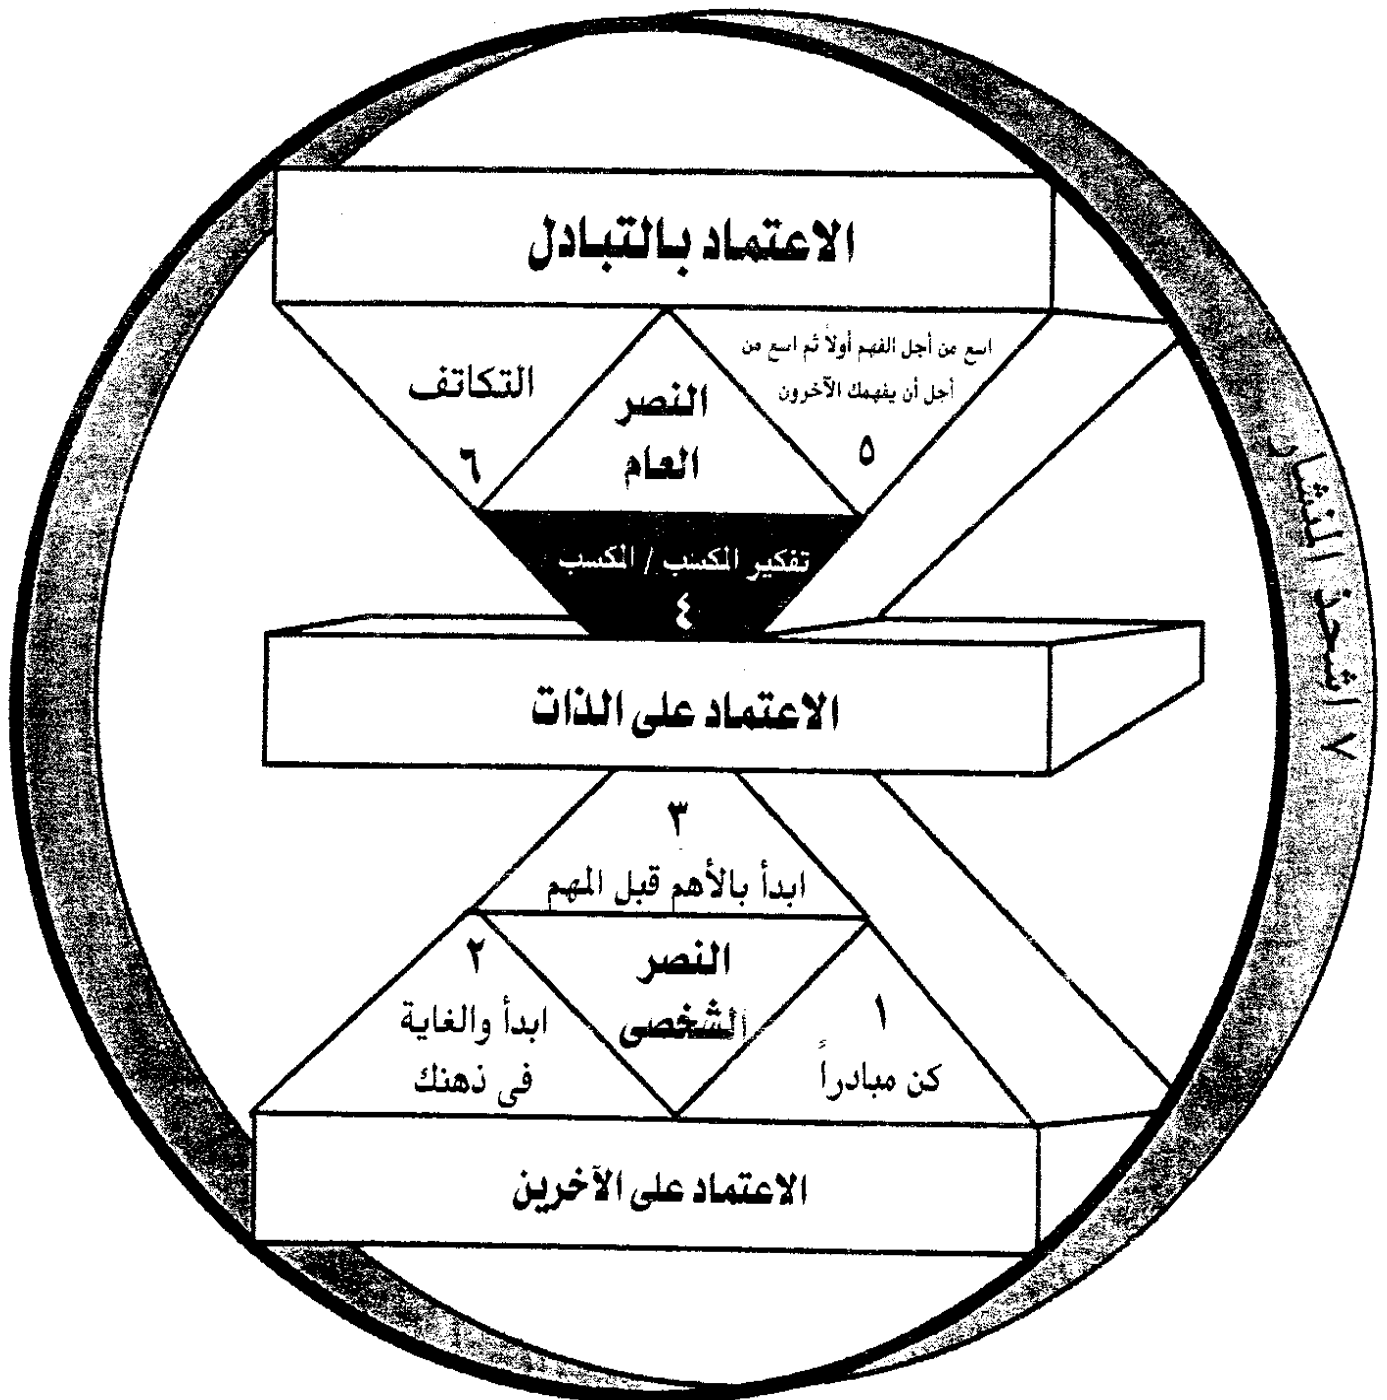 الاعتماد بالتبادل
اسع من أجل الفهم أولاً ثم اسع من
أجل أن يفهمك الآخرون
٥
التكاتف
٦
النصر
العام
تفكير المكسب / المكسب
٤
الاعتماد على الذات
٣
ابدأ بالأهم قبل المهم
النصر
الشخصى
١
كن مبادراً
٢
ابدأ والغاية
فى ذهنك
الاعتماد على الآخرين
٧ اشحذ المنشار